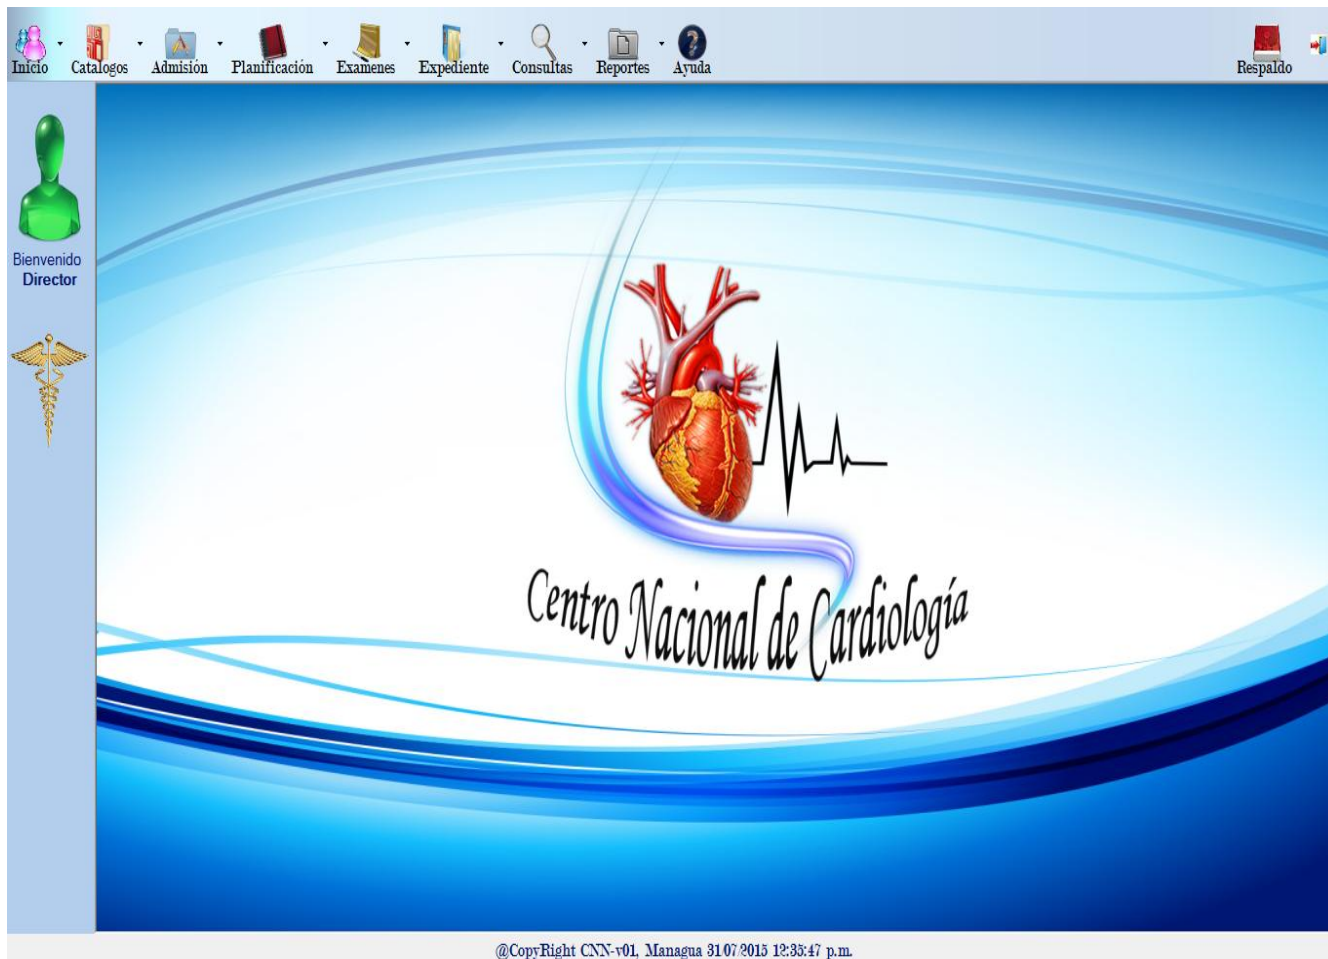 Inicio Catalogos Admisión Planificación Examenes Expediente Consultas Reportes Ayuda Respaldo
Bienvenido
Director
Centro Nacional de Cardiología
@CopyRight CNN-v01, Managua 31/07/2015 12:35:47 p.m.